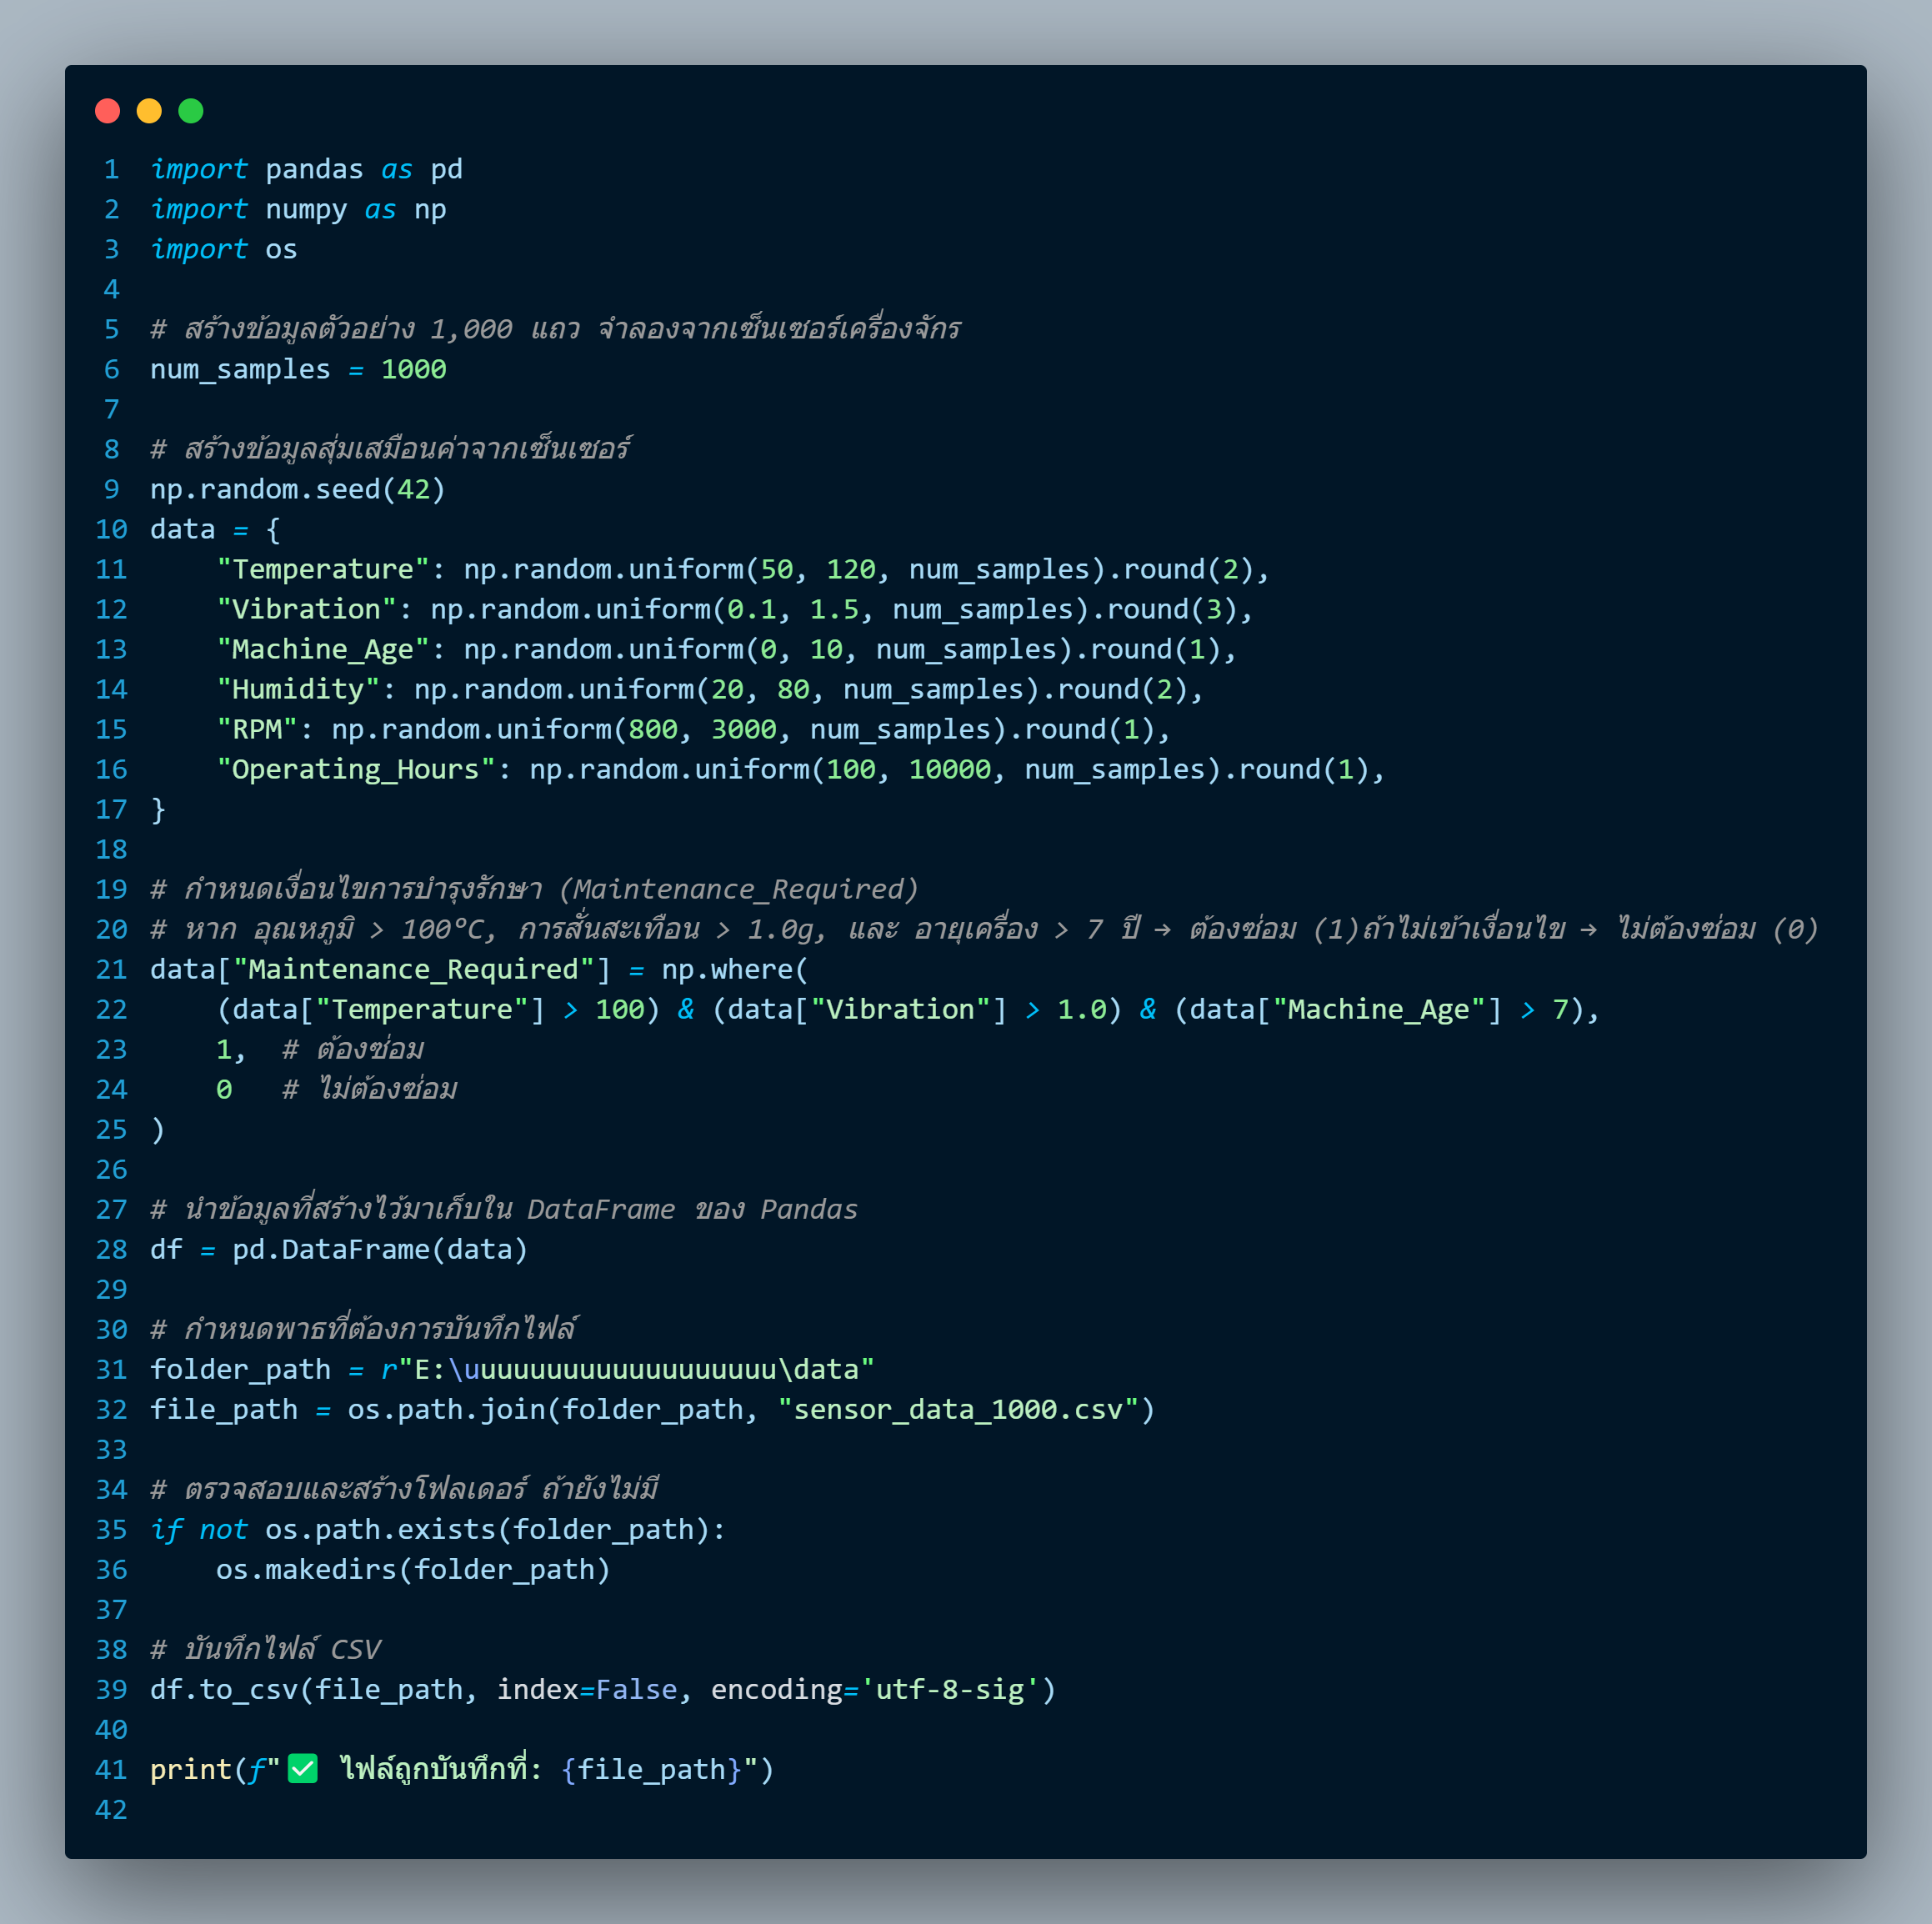 1 import pandas as pd
2 import numpy as np
3 import os
4
5 # สร้างข้อมูลตัวอย่าง 1,000 แถว จำลองจากเซ็นเซอร์เครื่องจักร
6 num_samples = 1000
7
8 # สร้างข้อมูลสุ่มเสมือนค่าจากเซ็นเซอร์
9 np.random.seed(42)
10 data = {
11     "Temperature": np.random.uniform(50, 120, num_samples).round(2),
12     "Vibration": np.random.uniform(0.1, 1.5, num_samples).round(3),
13     "Machine_Age": np.random.uniform(0, 10, num_samples).round(1),
14     "Humidity": np.random.uniform(20, 80, num_samples).round(2),
15     "RPM": np.random.uniform(800, 3000, num_samples).round(1),
16     "Operating_Hours": np.random.uniform(100, 10000, num_samples).round(1),
17 }
18
19 # กำหนดเงื่อนไขการบำรุงรักษา (Maintenance_Required)
20 # หาก อุณหภูมิ > 100°C, การสั่นสะเทือน > 1.0g, และ อายุเครื่อง > 7 ปี → ต้องซ่อม (1)ถ้าไม่เข้าเงื่อนไข → ไม่ต้องซ่อม (0)
21 data["Maintenance_Required"] = np.where(
22     (data["Temperature"] > 100) & (data["Vibration"] > 1.0) & (data["Machine_Age"] > 7),
23     1,  # ต้องซ่อม
24     0   # ไม่ต้องซ่อม
25 )
26
27 # นำข้อมูลที่สร้างไว้มาเก็บใน DataFrame ของ Pandas
28 df = pd.DataFrame(data)
29
30 # กำหนดพาธที่ต้องการบันทึกไฟล์
31 folder_path = r"E:\uuuuuuuuuuuuuuuuuuu\data"
32 file_path = os.path.join(folder_path, "sensor_data_1000.csv")
33
34 # ตรวจสอบและสร้างโฟลเดอร์ ถ้ายังไม่มี
35 if not os.path.exists(folder_path):
36     os.makedirs(folder_path)
37
38 # บันทึกไฟล์ CSV
39 df.to_csv(file_path, index=False, encoding='utf-8-sig')
40
41 print(f"✅ ไฟล์ถูกบันทึกที่: {file_path}")
42